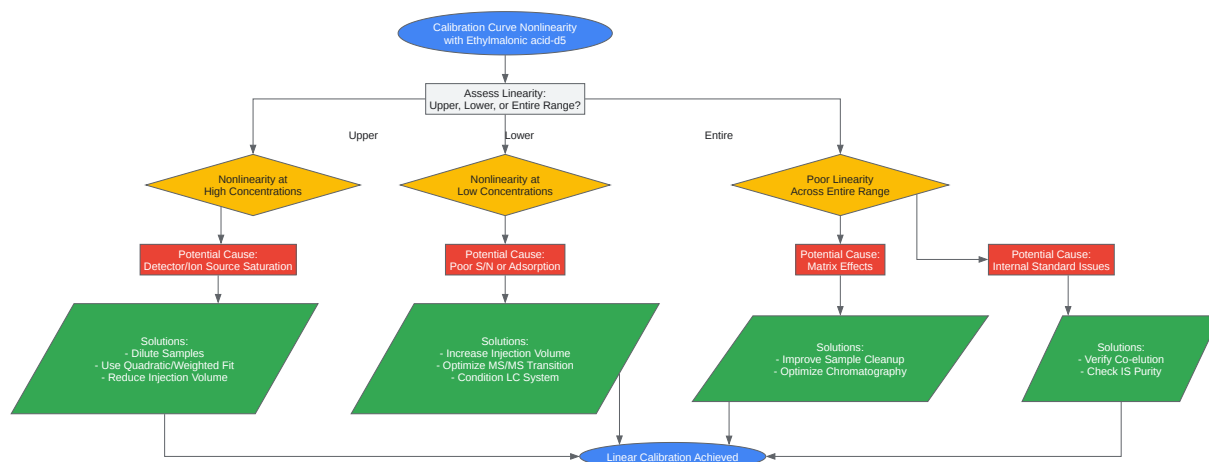 Calibration Curve Nonlinearity
with Ethylmalonic acid-d5
Assess Linearity:
Upper, Lower, or Entire Range?
Upper
Lower
Entire
Nonlinearity at
High Concentrations
Nonlinearity at
Low Concentrations
Poor Linearity
Across Entire Range
Potential Cause:
Detector/Ion Source Saturation
Potential Cause:
Poor S/N or Adsorption
Potential Cause:
Matrix Effects
Potential Cause:
Internal Standard Issues
Solutions:
- Dilute Samples
- Use Quadratic/Weighted Fit
- Reduce Injection Volume
Solutions:
- Increase Injection Volume
- Optimize MS/MS Transition
- Condition LC System
Solutions:
- Improve Sample Cleanup
- Optimize Chromatography
Solutions:
- Verify Co-elution
- Check IS Purity
Linear Calibration Achieved